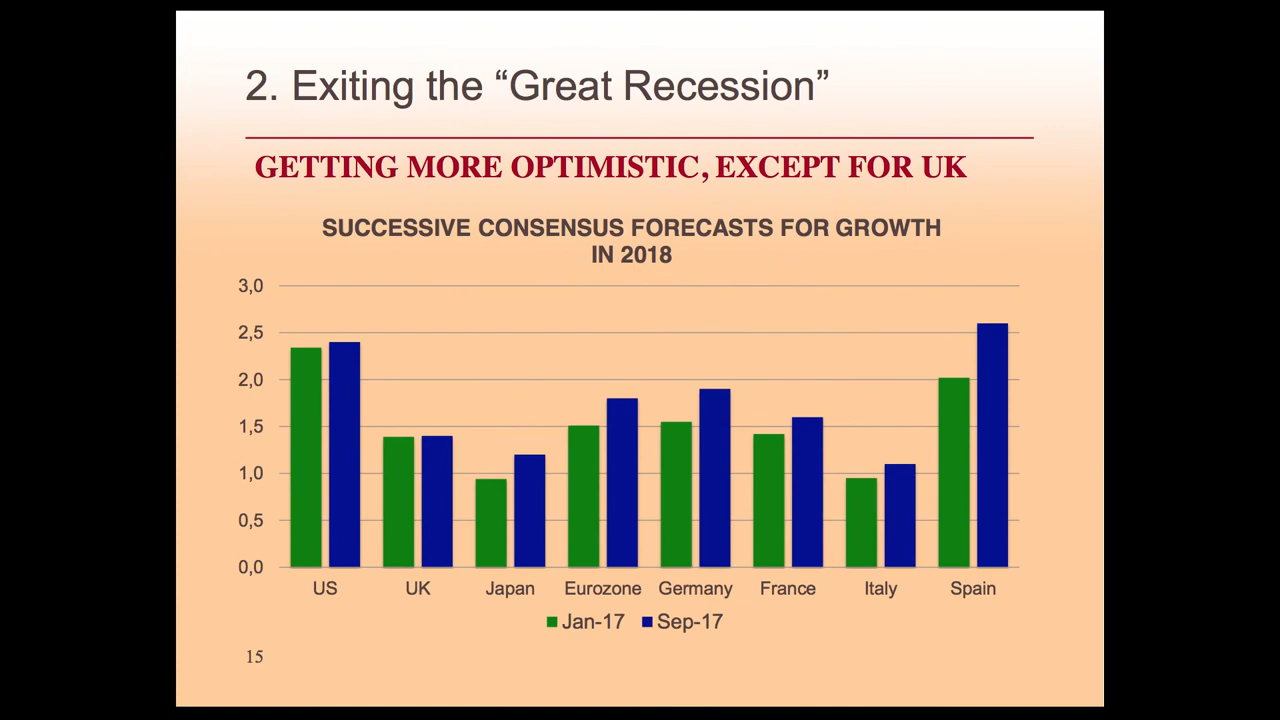 2. Exiting the “Great Recession”
GETTING MORE OPTIMISTIC, EXCEPT FOR UK
SUCCESSIVE CONSENSUS FORECASTS FOR GROWTH
IN 2018
3,0
2,5
2,0
1,5
1,0
0,5
0,0
US UK Japan Eurozone Germany France Italy Spain
Jan-17 Sep-17
15